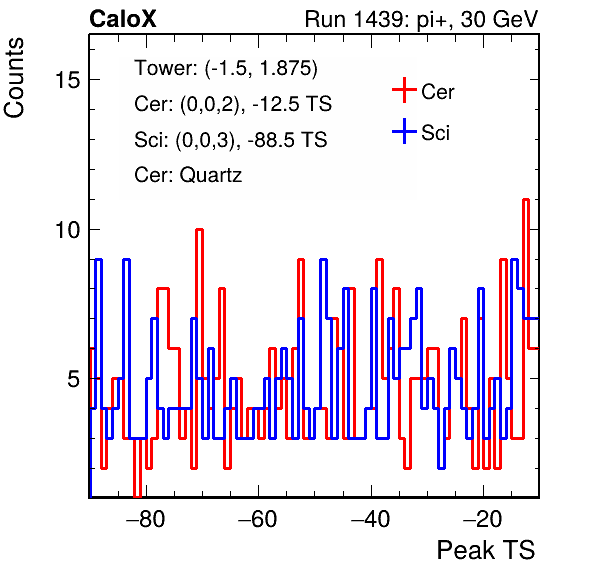 CaloX Run 1439: pi+, 30 GeV
Counts
15
10
5
Tower: (-1.5, 1.875)
Cer: (0,0,2), -12.5 TS
Sci: (0,0,3), -88.5 TS
Cer: Quartz
Cer
Sci
−80 −60 −40 −20
Peak TS